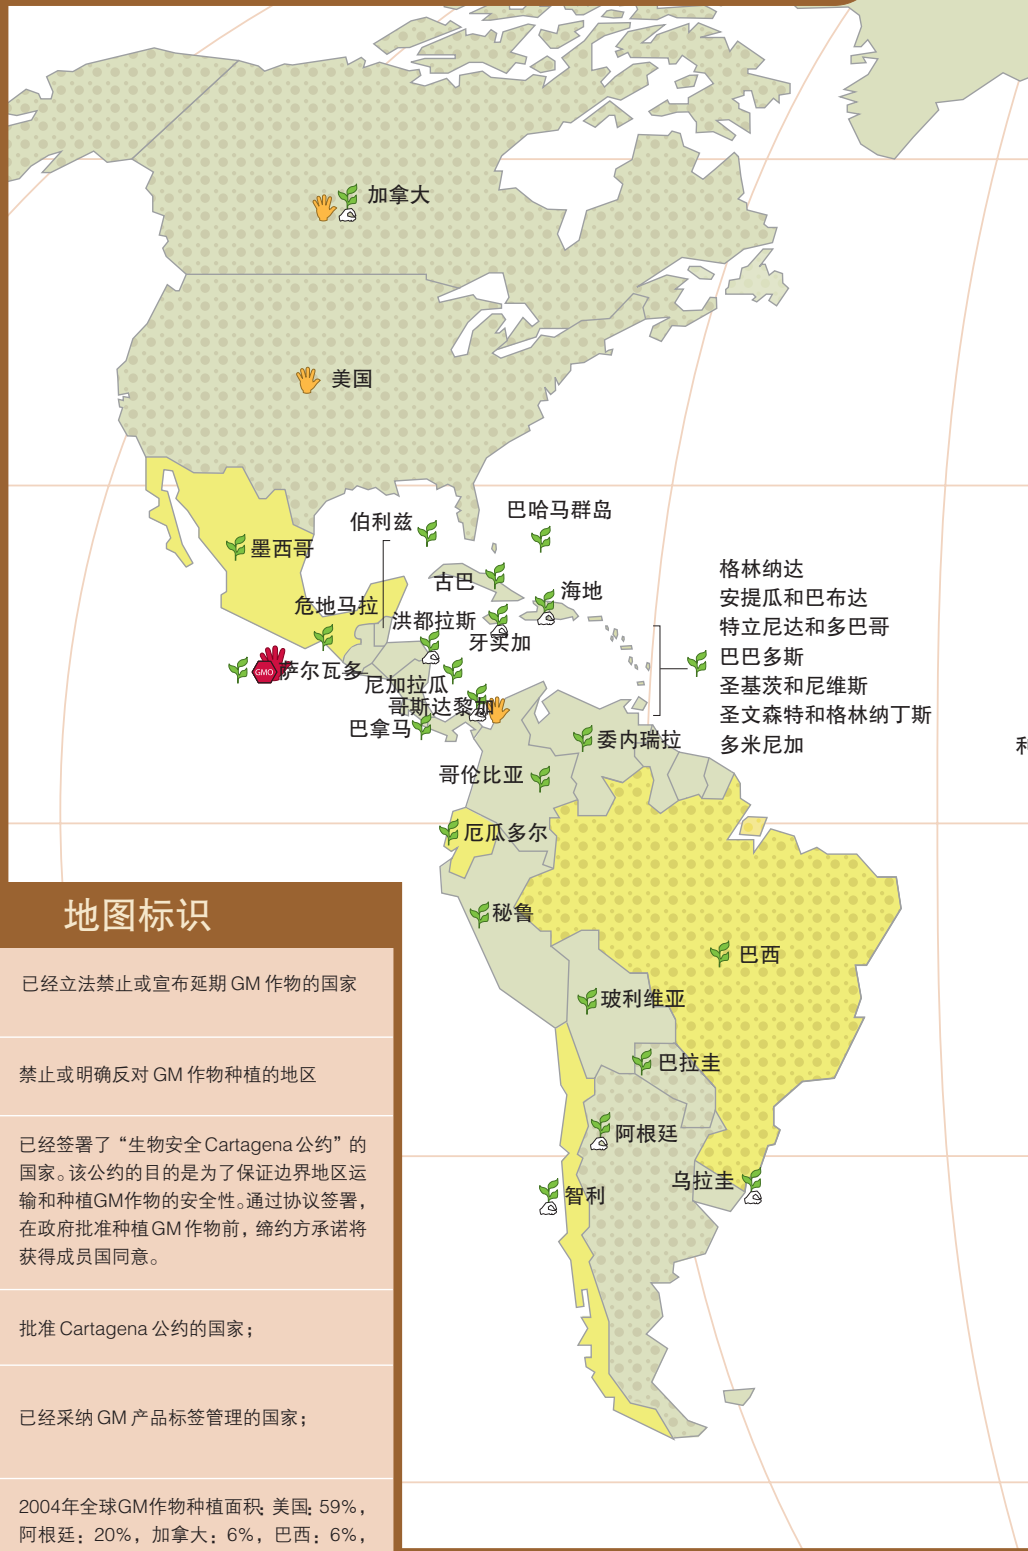 加拿大
美国
巴哈马群岛
伯利兹
墨西哥
格林纳达
安提瓜和巴布达
特立尼达和多巴哥
巴巴多斯
圣基茨和尼维斯
圣文森特和格林纳丁斯
多米尼加
古巴
海地
危地马拉
洪都拉斯
牙买加
GMO
萨尔瓦多
尼加拉瓜
哥斯达黎加
巴拿马
委内瑞拉
哥伦比亚
厄瓜多尔
秘鲁
巴西
玻利维亚
巴拉圭
阿根廷
乌拉圭
智利
地图标识
已经立法禁止或宣布延期 GM 作物的国家
禁止或明确反对 GM 作物种植的地区
已经签署了“生物安全 Cartagena 公约”的
国家。该公约的目的是为了保证边界地区运
输和种植GM作物的安全性。通过协议签署，
在政府批准种植GM作物前，缔约方承诺将
获得成员国同意。
批准 Cartagena 公约的国家；
已经采纳 GM 产品标签管理的国家；
2004年全球GM作物种植面积：美国：59%，
阿根廷：20%，加拿大：6%，巴西：6%，